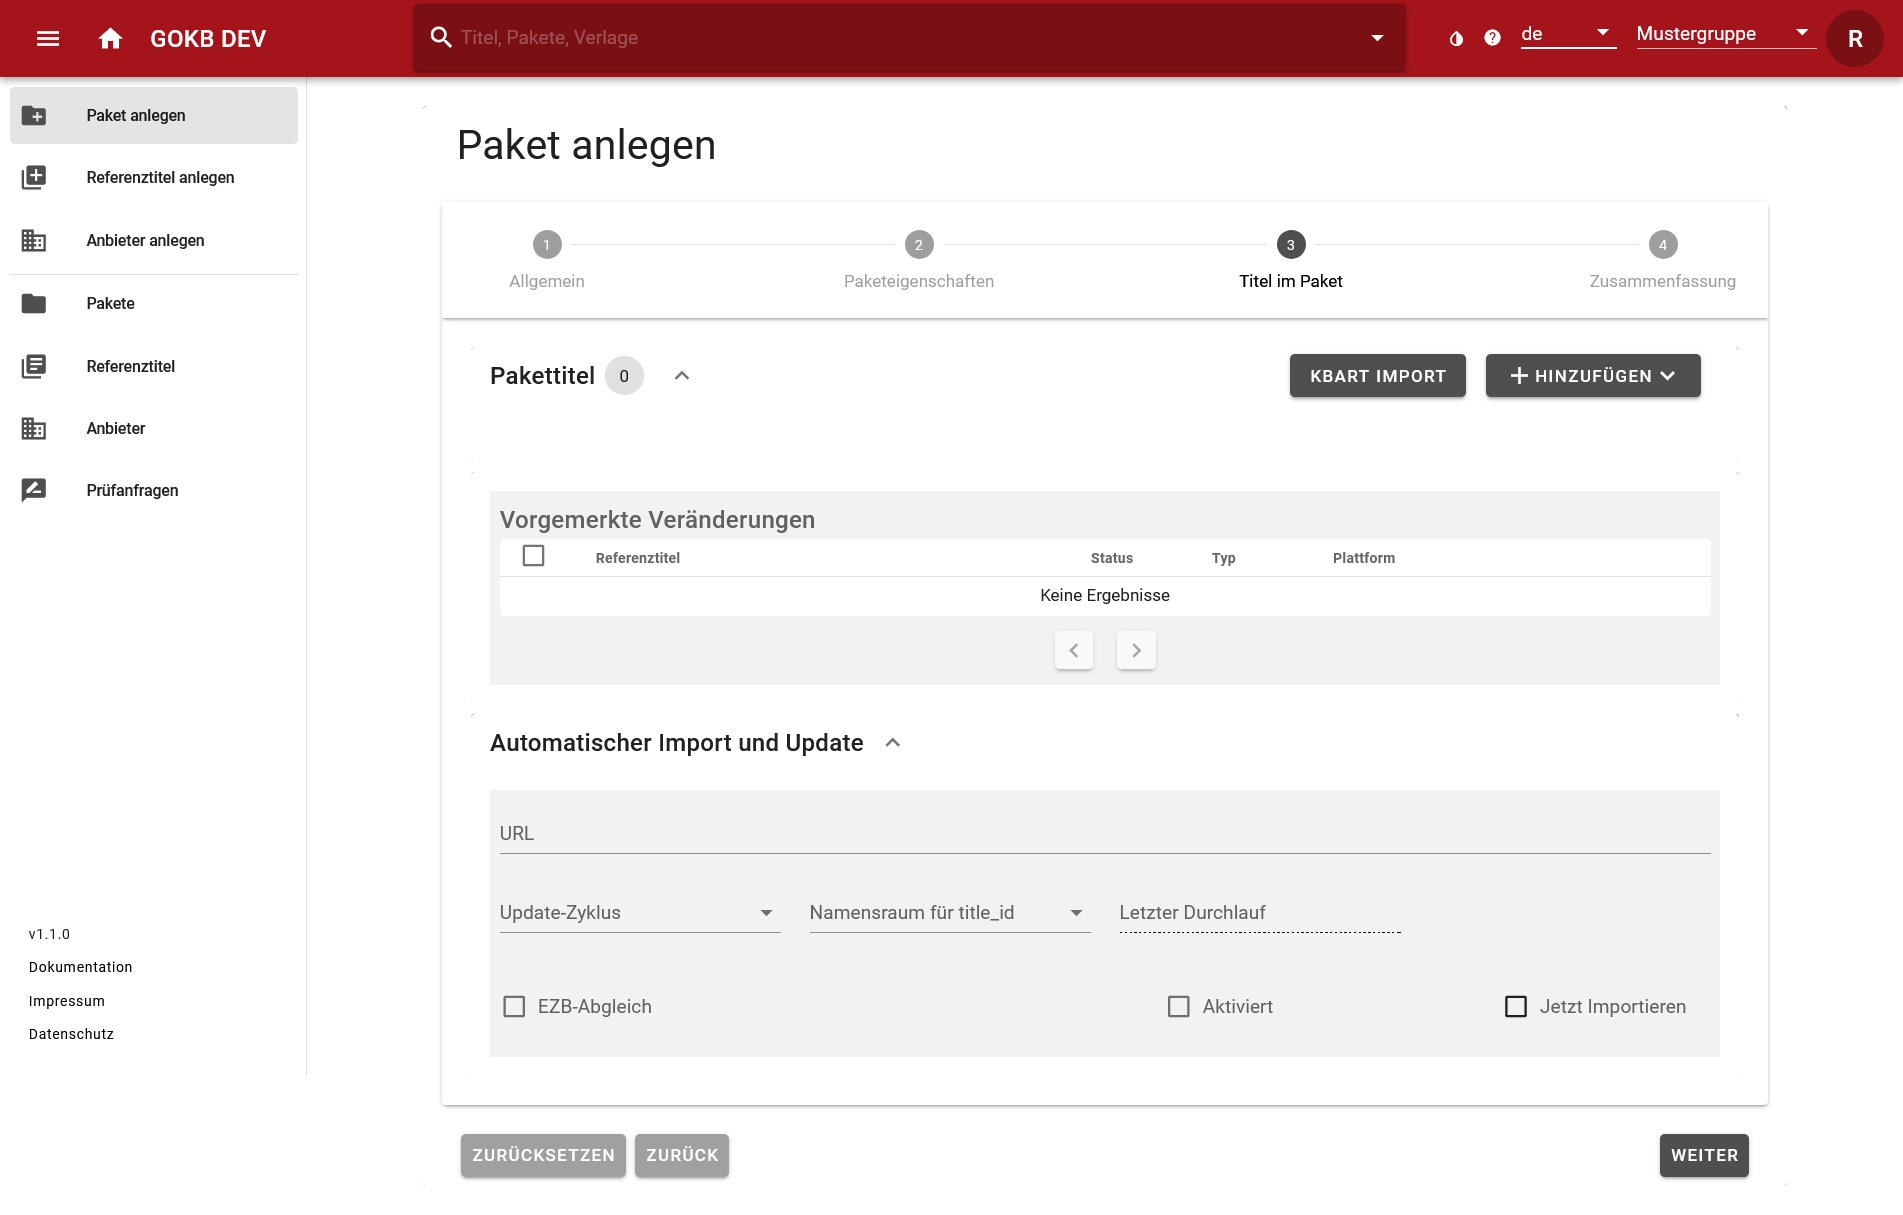 GOKB DEV
Titel, Pakete, Verlage
de
Mustergruppe
R
Paket anlegen
Referenztitel anlegen
Anbieter anlegen
Pakete
Referenztitel
Anbieter
Prüfanfragen
v1.1.0
Dokumentation
Impressum
Datenschutz
Paket anlegen
1 2 3 4
Allgemein Paketeigenschaften Titel im Paket Zusammenfassung
Pakettitel 0 KBART IMPORT HINZUFÜGEN
Vorgemerkte Veränderungen
Referenztitel Status Typ Plattform
Keine Ergebnisse
Automatischer Import und Update
URL
Update-Zyklus Namensraum für title_id Letzter Durchlauf
EZB-Abgleich Aktiviert Jetzt Importieren
ZURÜCKSETZEN ZURÜCK WEITER